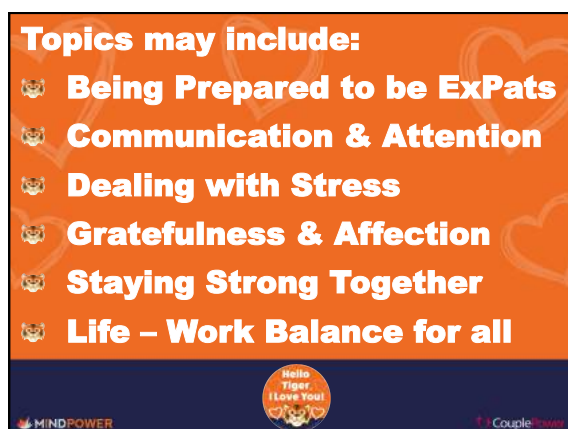 Topics may include:
Being Prepared to be ExPats
Communication & Attention
Dealing with Stress
Gratefulness & Affection
Staying Strong Together
Life – Work Balance for all
Hello
Tiger,
I Love You!
MINDPOWER
CouplePower